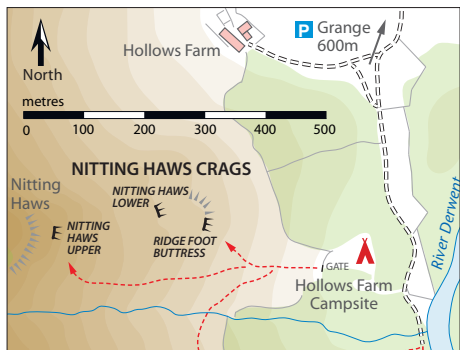 P Grange
600m
Hollows Farm
North
metres
0 100 200 300 400 500
NITTING HAWS CRAGS
Nitting
Haws
NITTING HAWS
LOWER
E
E
NITTING
HAWS
UPPER
E
RIDGE FOOT
BUTTRESS
GATE
Hollows Farm
Campsite
River Derwent